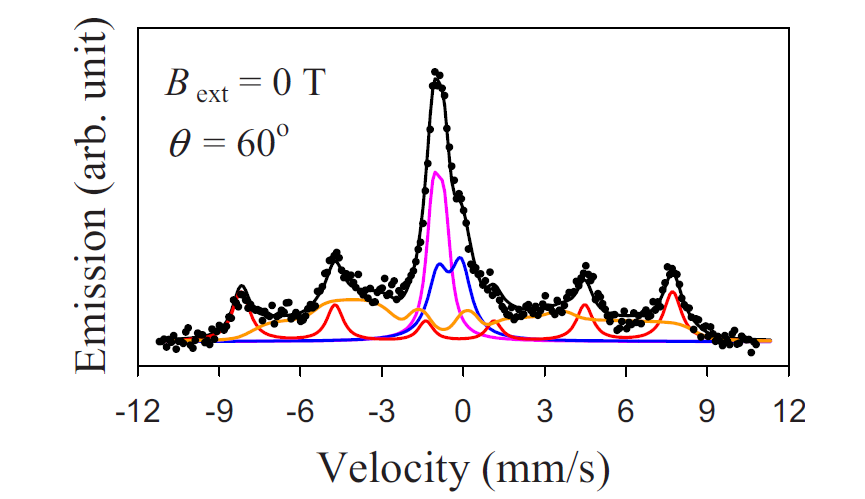 B ext = 0 T
θ = 60°
Emission (arb. unit)
-12 -9 -6 -3 0 3 6 9 12
Velocity (mm/s)